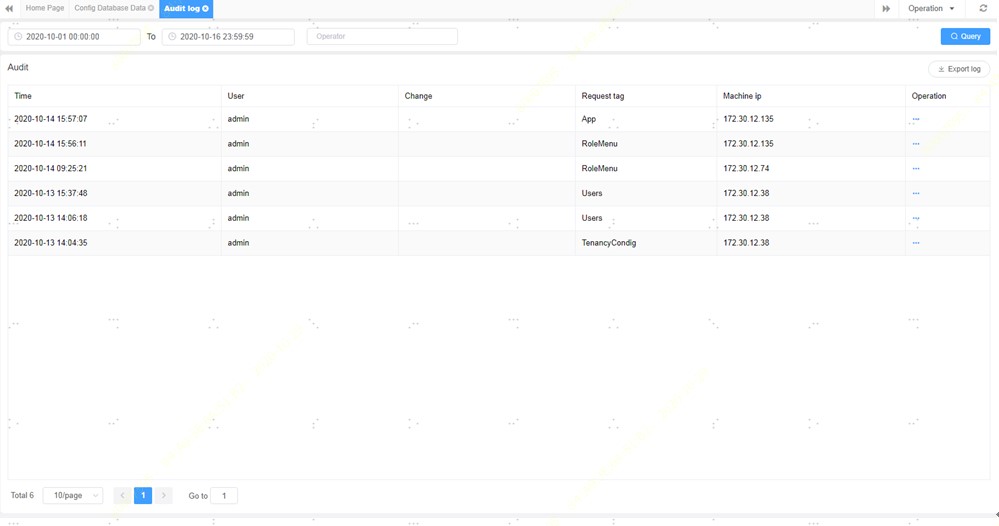 Home Page Config Database Data Audit log Operation
2020-10-01 00:00:00 To 2020-10-16 23:59:59 Operator Query
Audit Export log
Time User Change Request tag Machine ip Operation
2020-10-14 15:57:07 admin App 172.30.12.135 ···
2020-10-14 15:56:11 admin RoleMenu 172.30.12.135 ···
2020-10-14 09:25:21 admin RoleMenu 172.30.12.74 ···
2020-10-13 15:37:48 admin Users 172.30.12.38 ···
2020-10-13 14:06:18 admin Users 172.30.12.38 ···
2020-10-13 14:04:35 admin TenancyCondig 172.30.12.38 ···
Total 6 10/page 1 Go to 1